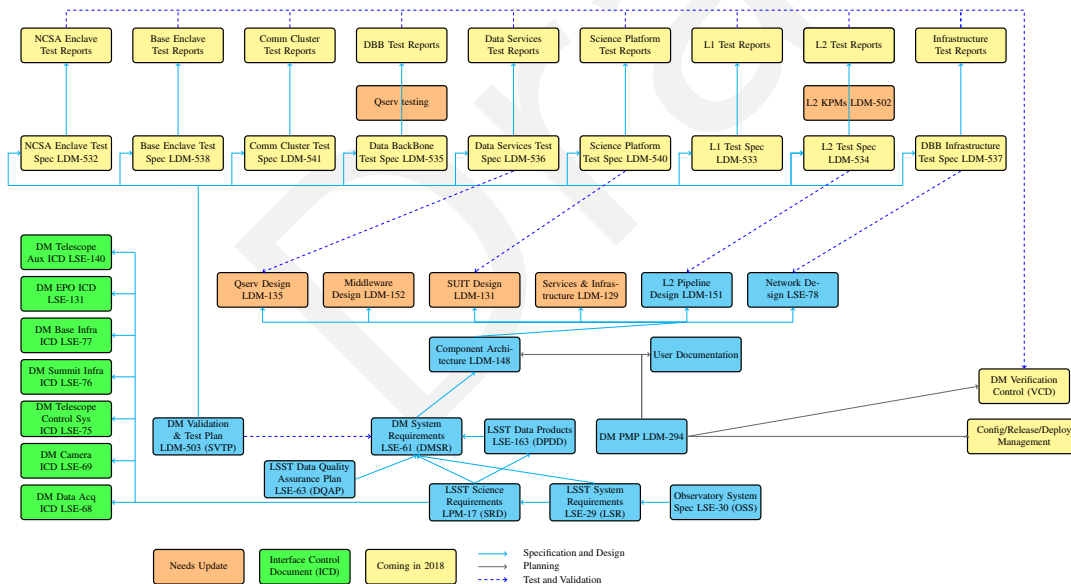 NCSA Enclave
Test Reports
Base Enclave
Test Reports
Comm Cluster
Test Reports
DBB Test Reports
Data Services
Test Reports
Science Platform
Test Reports
L1 Test Reports
L2 Test Reports
Infrastructure
Test Reports
Qserv testing
L2 KPMs LDM-502
NCSA Enclave Test
Spec LDM-532
Base Enclave Test
Spec LDM-538
Comm Cluster Test
Spec LDM-541
Data BackBone
Test Spec LDM-535
Data Services Test
Spec LDM-536
Science Platform
Test Spec LDM-540
L1 Test Spec
LDM-533
L2 Test Spec
LDM-534
DBB Infrastructure
Test Spec LDM-537
DM Telescope
Aux ICD LSE-140
DM EPO ICD
LSE-131
DM Base Infra
ICD LSE-77
DM Summit Infra
ICD LSE-76
DM Telescope
Control Sys
ICD LSE-75
DM Camera
ICD LSE-69
DM Data Acq
ICD LSE-68
Qserv Design
LDM-135
Middleware
Design LDM-152
SUIT Design
LDM-131
Services & Infra-
structure LDM-129
L2 Pipeline
Design LDM-151
Network De-
sign LSE-78
Component Archi-
tecture LDM-148
User Documentation
DM Verification
Control (VCD)
DM Validation
& Test Plan
LDM-503 (SVTP)
DM System
Requirements
LSE-61 (DMSR)
LSST Data Products
LSE-163 (DPDD)
DM PMP LDM-294
Config/Release/Deploy
Management
LSST Data Quality
Assurance Plan
LSE-63 (DQAP)
LSST Science
Requirements
LPM-17 (SRD)
LSST System
Requirements
LSE-29 (LSR)
Observatory System
Spec LSE-30 (OSS)
Needs Update
Interface Control
Document (ICD)
Coming in 2018
Specification and Design
Planning
Test and Validation